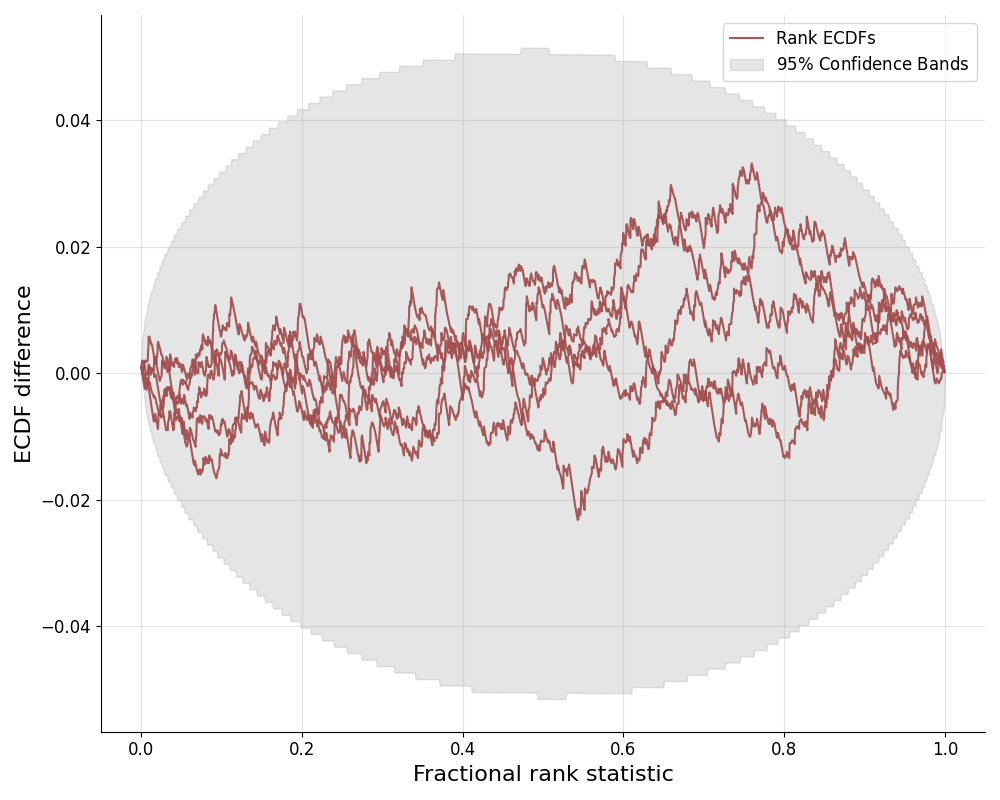 Rank ECDFs
95% Confidence Bands
ECDF difference
0.04
0.02
0.00
−0.02
−0.04
0.0 0.2 0.4 0.6 0.8 1.0
Fractional rank statistic